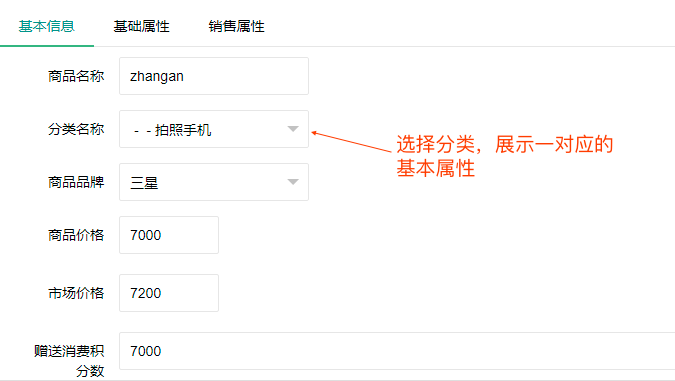 基本信息 基础属性 销售属性
商品名称 zhangan
分类名称 - - 拍照手机
选择分类，展示一对应的
基本属性
商品品牌 三星
商品价格 7000
市场价格 7200
赠送消费积 7000
分数